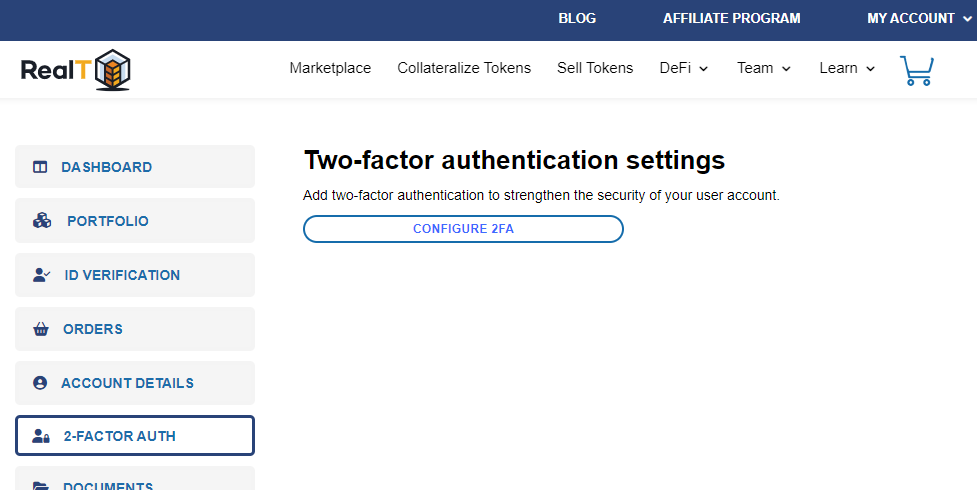 BLOG AFFILIATE PROGRAM MY ACCOUNT
RealT Marketplace Collateralize Tokens Sell Tokens DeFi Team Learn
DASHBOARD
PORTFOLIO
ID VERIFICATION
ORDERS
ACCOUNT DETAILS
2-FACTOR AUTH
DOCUMENTS
Two-factor authentication settings
Add two-factor authentication to strengthen the security of your user account.
CONFIGURE 2FA